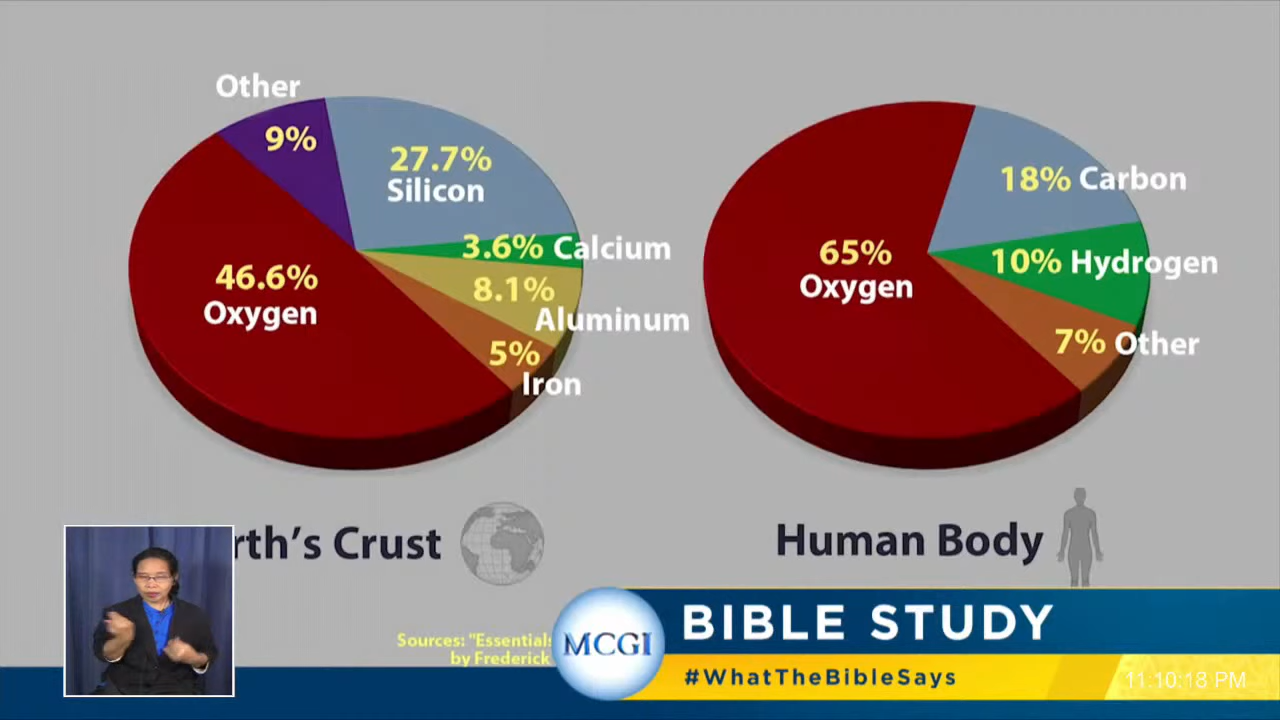 Other
9%
27.7%
Silicon
3.6% Calcium
46.6%
Oxygen
8.1%
Aluminum
5%
Iron
18% Carbon
65%
Oxygen
10% Hydrogen
7% Other
rth's Crust
Human Body
Sources: "Essentials
by Frederick
MCGI
BIBLE STUDY
#WhatTheBibleSays
11:10:18 PM